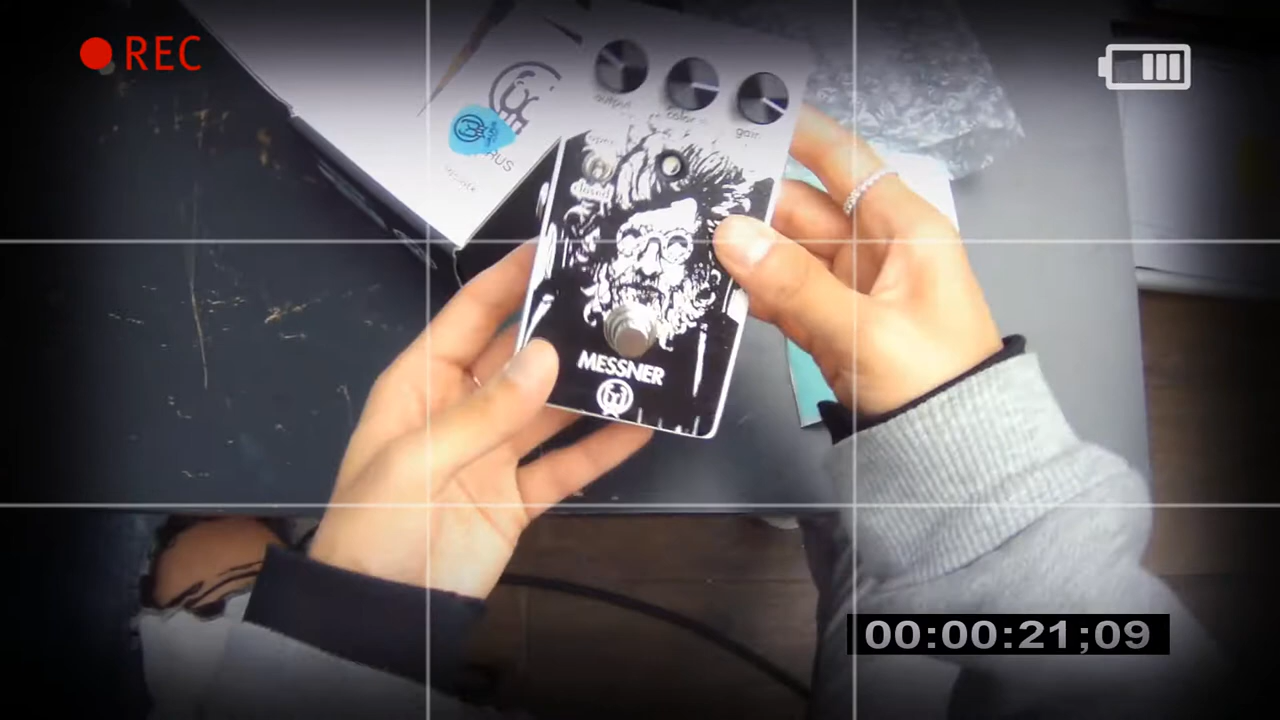 REC
output
color
gain
open
closed
MESSNER
00:00:21;09